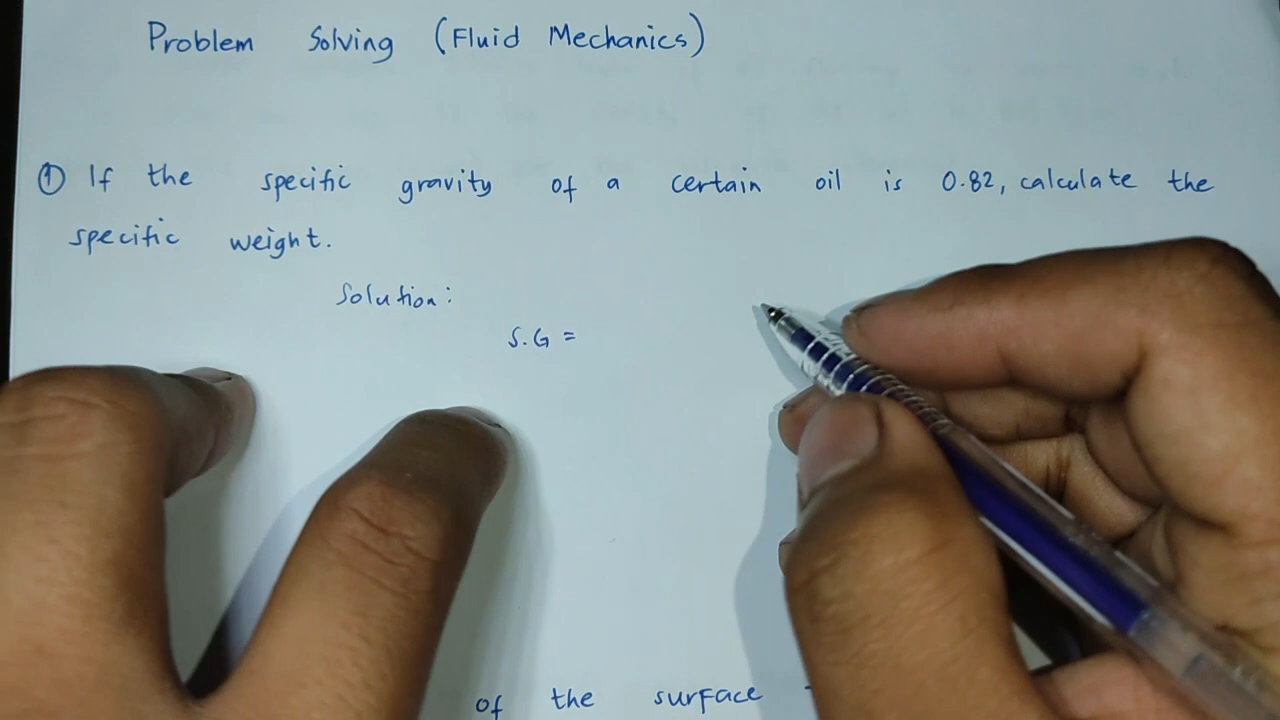 Problem Solving (Fluid Mechanics)
① If the specific gravity of a certain oil is 0.82, calculate the
specific weight.
Solution:
S.G =
of the surface